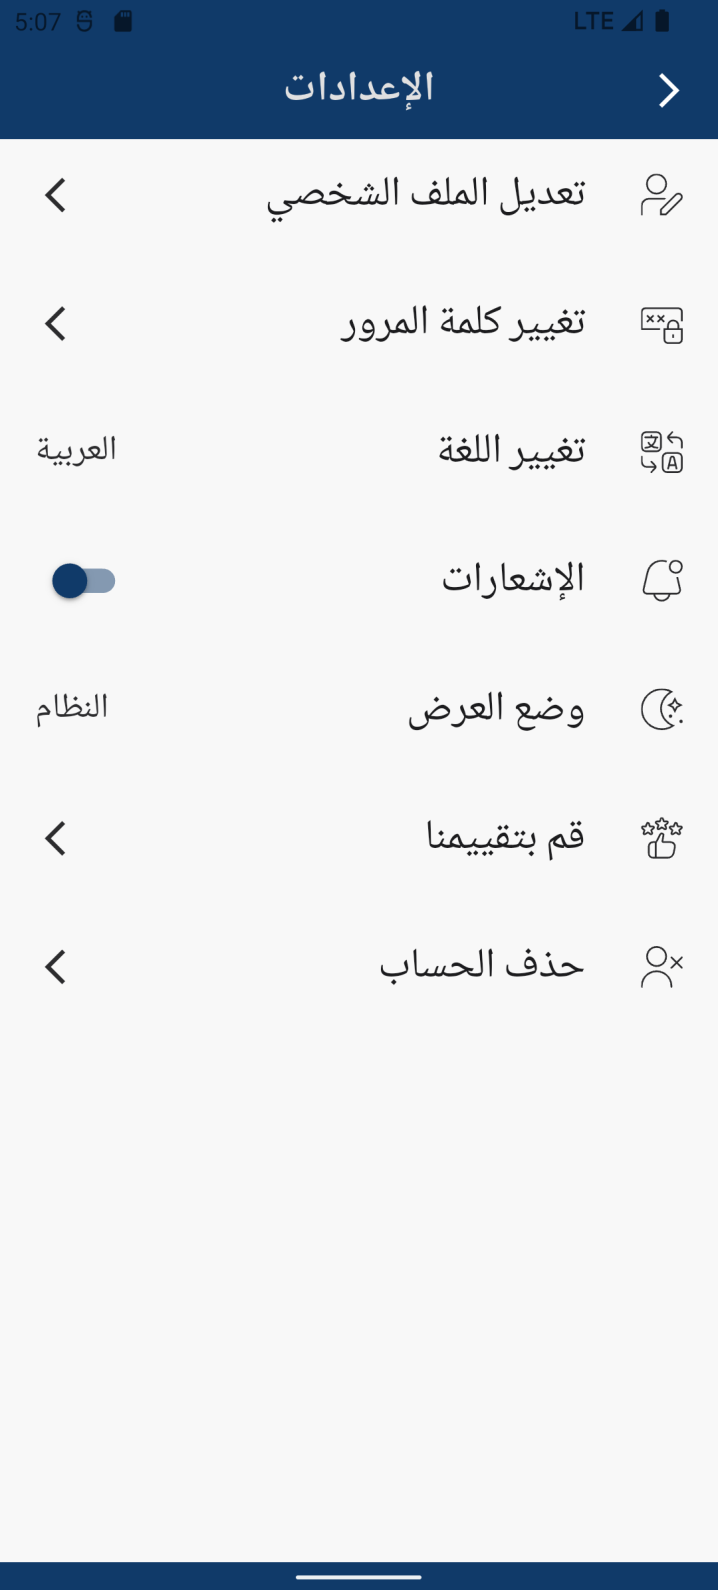 5:07 LTE
الإعدادات
تعديل الملف الشخصي
تغيير كلمة المرور
تغيير اللغة العربية
الإشعارات
وضع العرض النظام
قم بتقييمنا
حذف الحساب